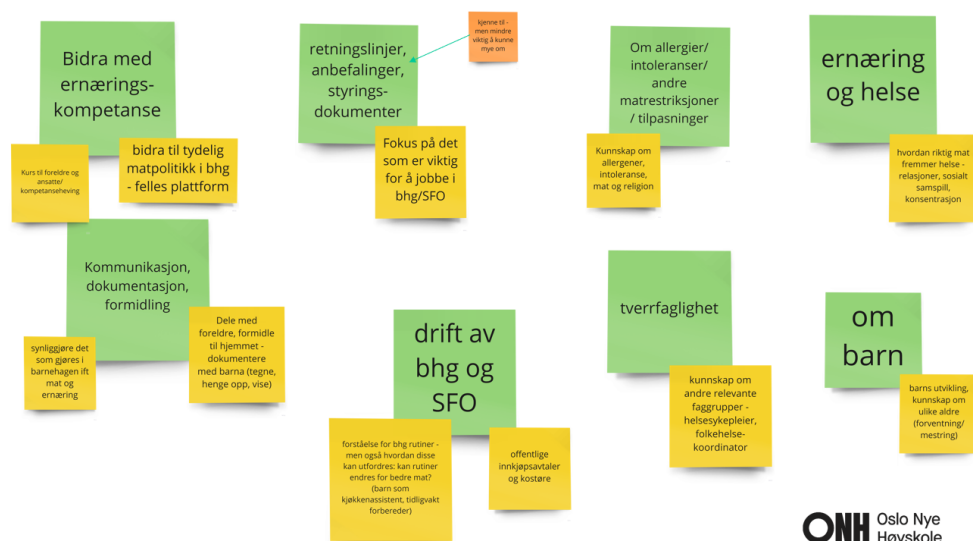 Bidra med
ernærings-
kompetanse
Kurs til foreldre og
ansatte/
kompetanseheving
bidra til tydelig
matpolitikk i bhg
- felles plattform
retningslinjer,
anbefalinger,
styrings-
dokumenter
kjenne til -
men mindre
viktig å kunne
mye om
Fokus på det
som er viktig
for å jobbe i
bhg/SFO
Om allergier/
intoleranser/
andre
matrestriksjoner
/ tilpasninger
Kunnskap om
allergener,
intoleranse,
mat og religion
ernæring
og helse
hvordan riktig mat
fremmer helse -
relasjoner, sosialt
samspill,
konsentrasjon
Kommunikasjon,
dokumentasjon,
formidling
synliggjøre det
som gjøres i
barnehagen ift
mat og
ernæring
Dele med
foreldre, formidle
til hjemmet -
dokumentere
med barna (tegne,
henge opp, vise)
drift av
bhg og
SFO
forståelse for bhg rutiner -
men også hvordan disse
kan utfordres: kan rutiner
endres for bedre mat?
(barn som
kjøkkenassistent, tidligvakt
forbereder)
offentlige
innkjøpsavtaler
og kostøre
tverrfaglighet
kunnskap om
andre relevante
faggrupper -
helsesykepleier,
folkehelse-
koordinator
om
barn
barns utvikling,
kunnskap om
ulike aldre
(forventning/
mestring)
ONH Oslo Nye
Høyskole